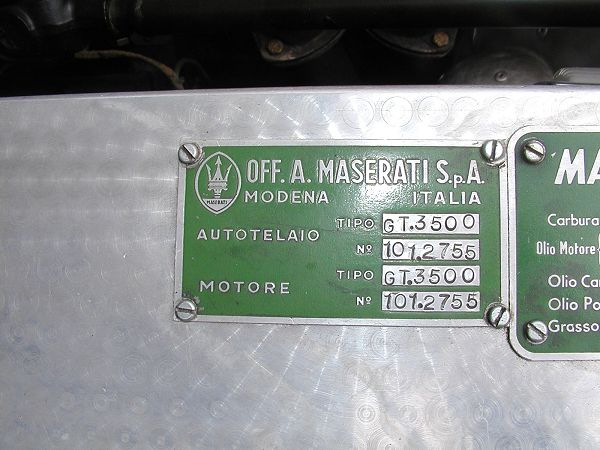 OFF. A. MASERATI S.p.A.
MODENA ITALIA
MASERATI
AUTOTELAIO TIPO GT.3500
Nº 101.2755
MOTORE TIPO GT.3500
Nº 101.2755
MA
Carbura
Olio Motore-
Olio Ca
Olio Po
Grasso